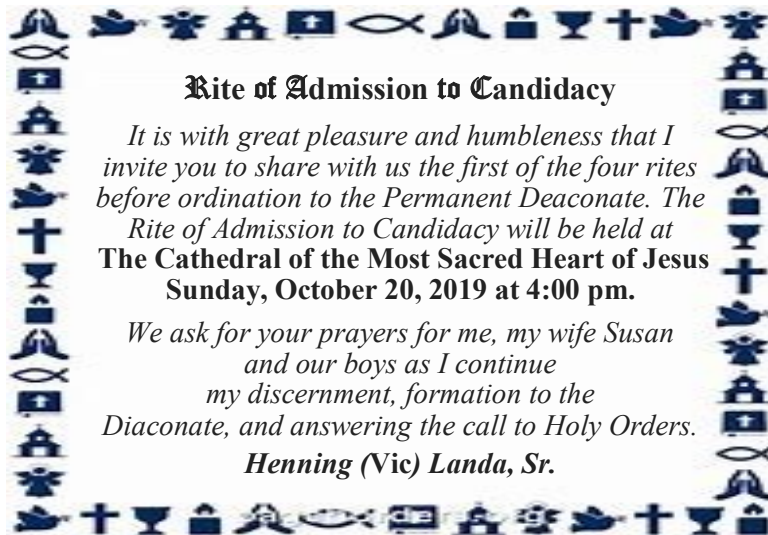 Rite of Admission to Candidacy
It is with great pleasure and humbleness that I
invite you to share with us the first of the four rites
before ordination to the Permanent Deaconate. The
Rite of Admission to Candidacy will be held at
The Cathedral of the Most Sacred Heart of Jesus
Sunday, October 20, 2019 at 4:00 pm.
We ask for your prayers for me, my wife Susan
and our boys as I continue
my discernment, formation to the
Diaconate, and answering the call to Holy Orders.
Henning (Vic) Landa, Sr.